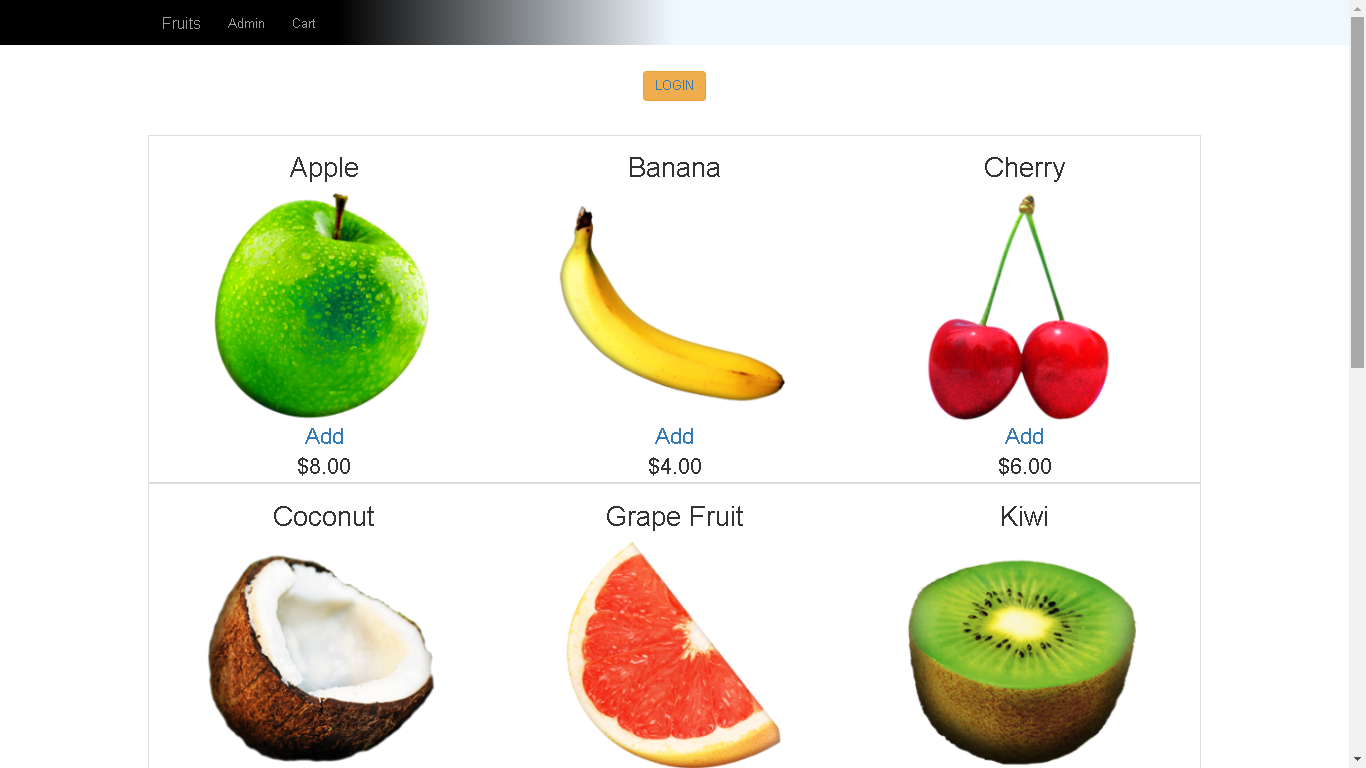 Fruits Admin Cart
LOGIN
Apple Banana Cherry
Add Add Add
$8.00 $4.00 $6.00
Coconut Grape Fruit Kiwi